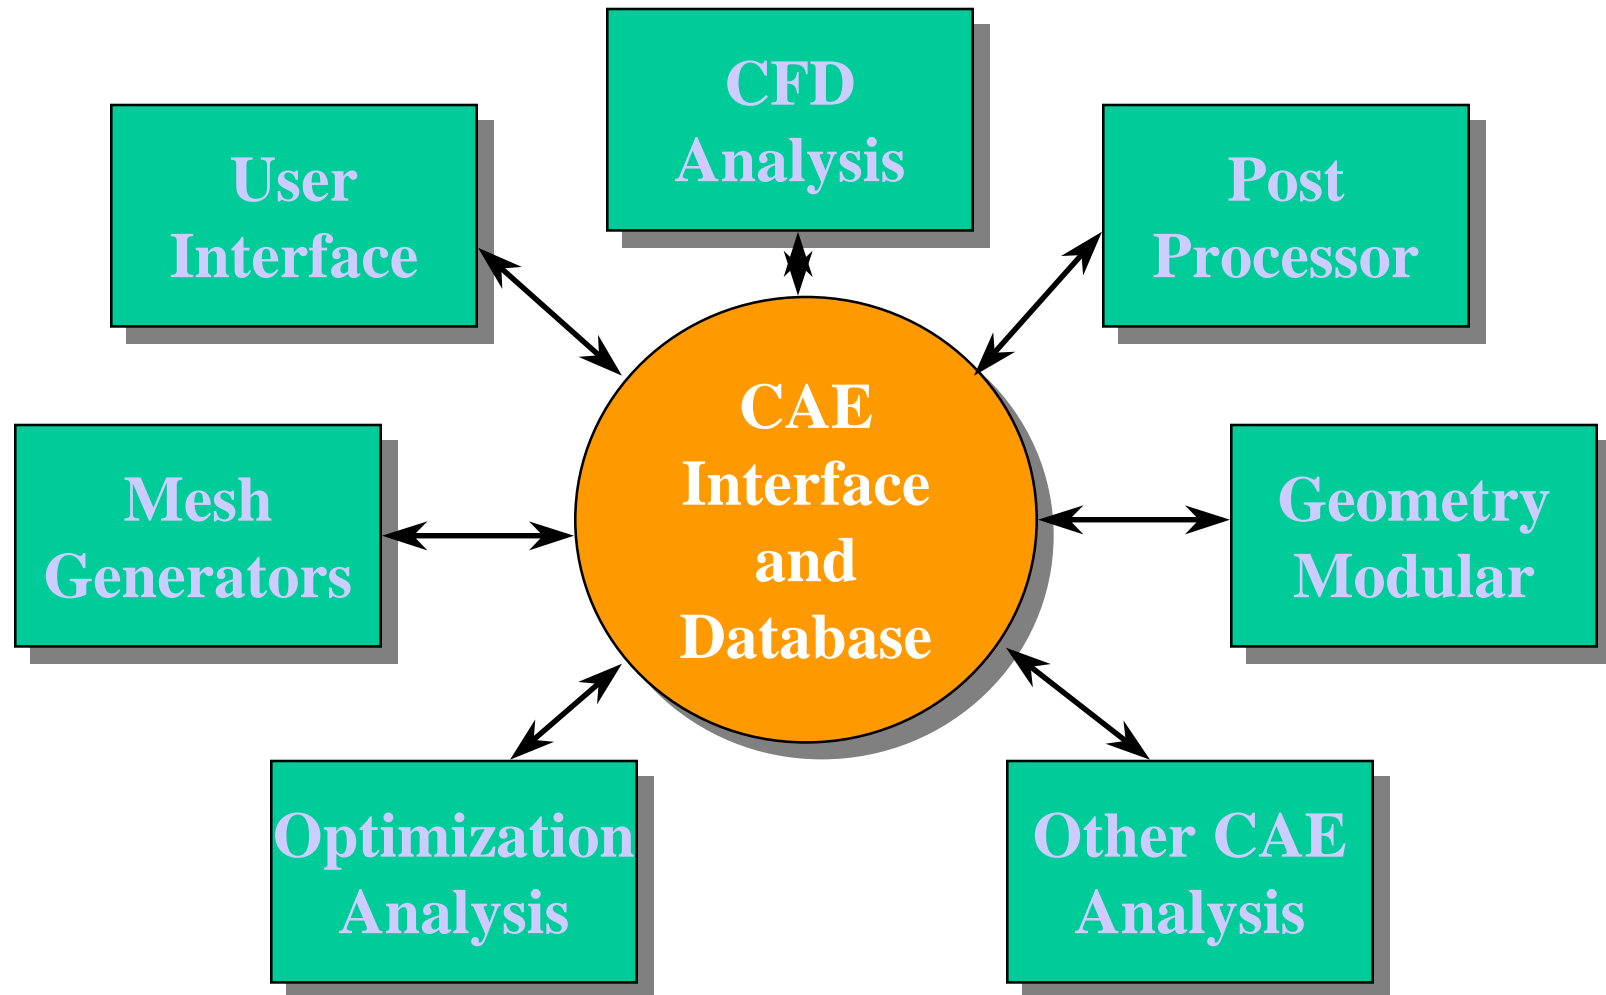 CFD
Analysis
User
Interface
Post
Processor
CAE
Interface
and
Database
Mesh
Generators
Geometry
Modular
Optimization
Analysis
Other CAE
Analysis